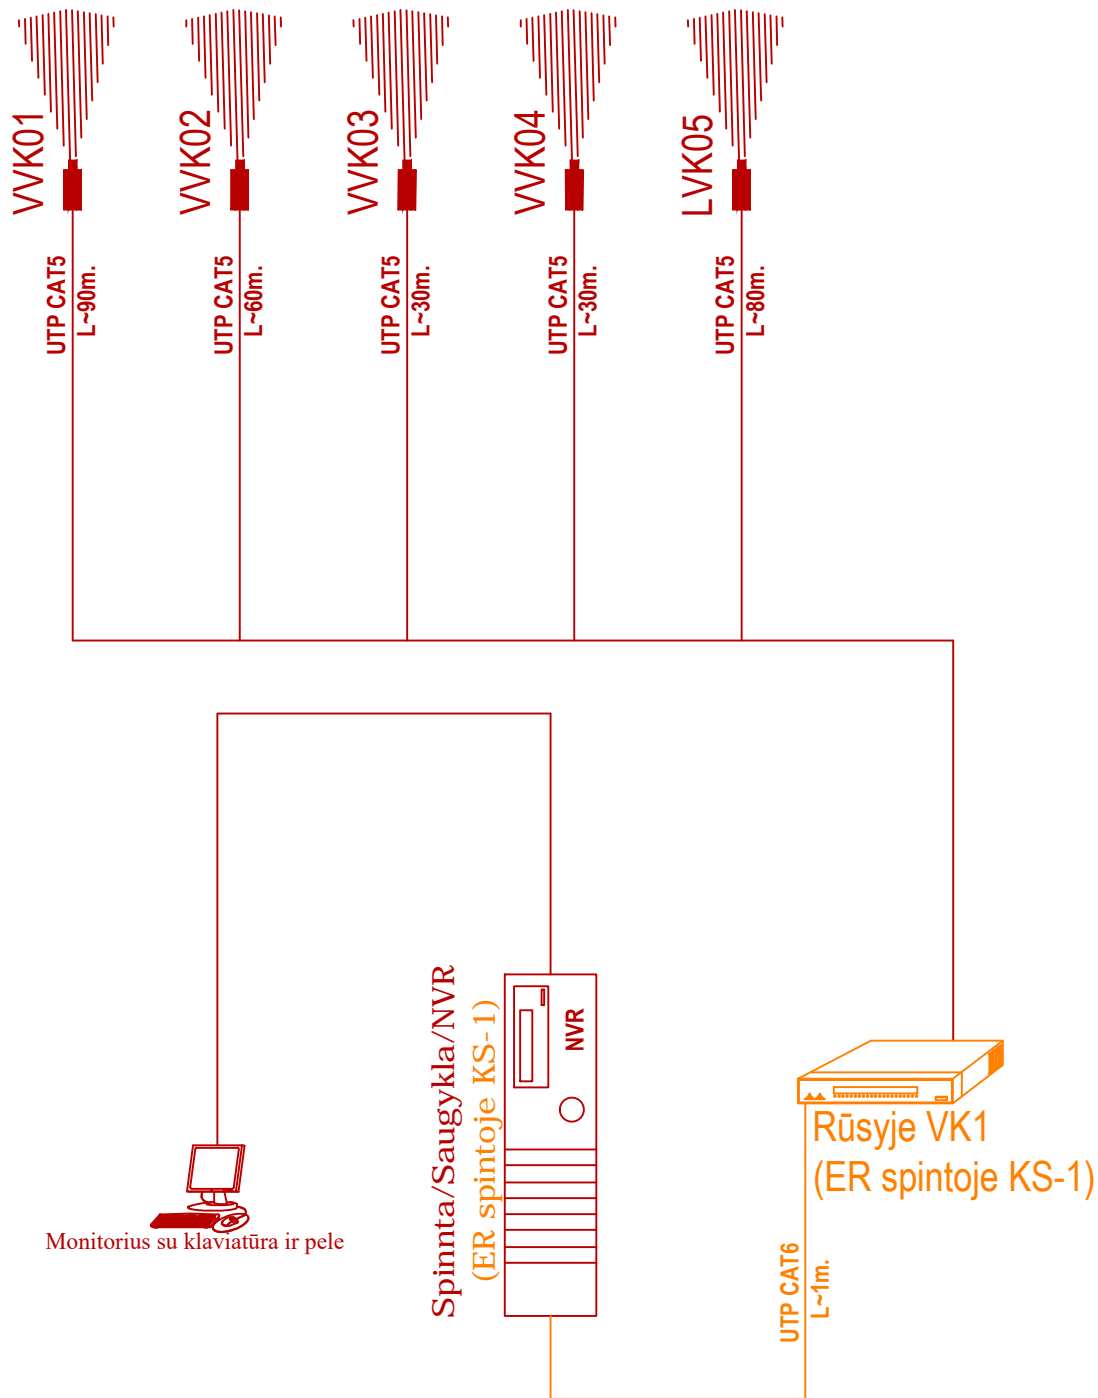 VVK01
VVK02
VVK03
VVK04
LVK05
UTP CAT5
L~90m.
UTP CAT5
L~60m.
UTP CAT5
L~30m.
UTP CAT5
L~30m.
UTP CAT5
L~80m.
Spinnta/Saugykla/NVR
(ER spintoje KS-1)
NVR
Rūsyje VK1
(ER spintoje KS-1)
Monitorius su klaviatūra ir pele
UTP CAT6
L~1m.